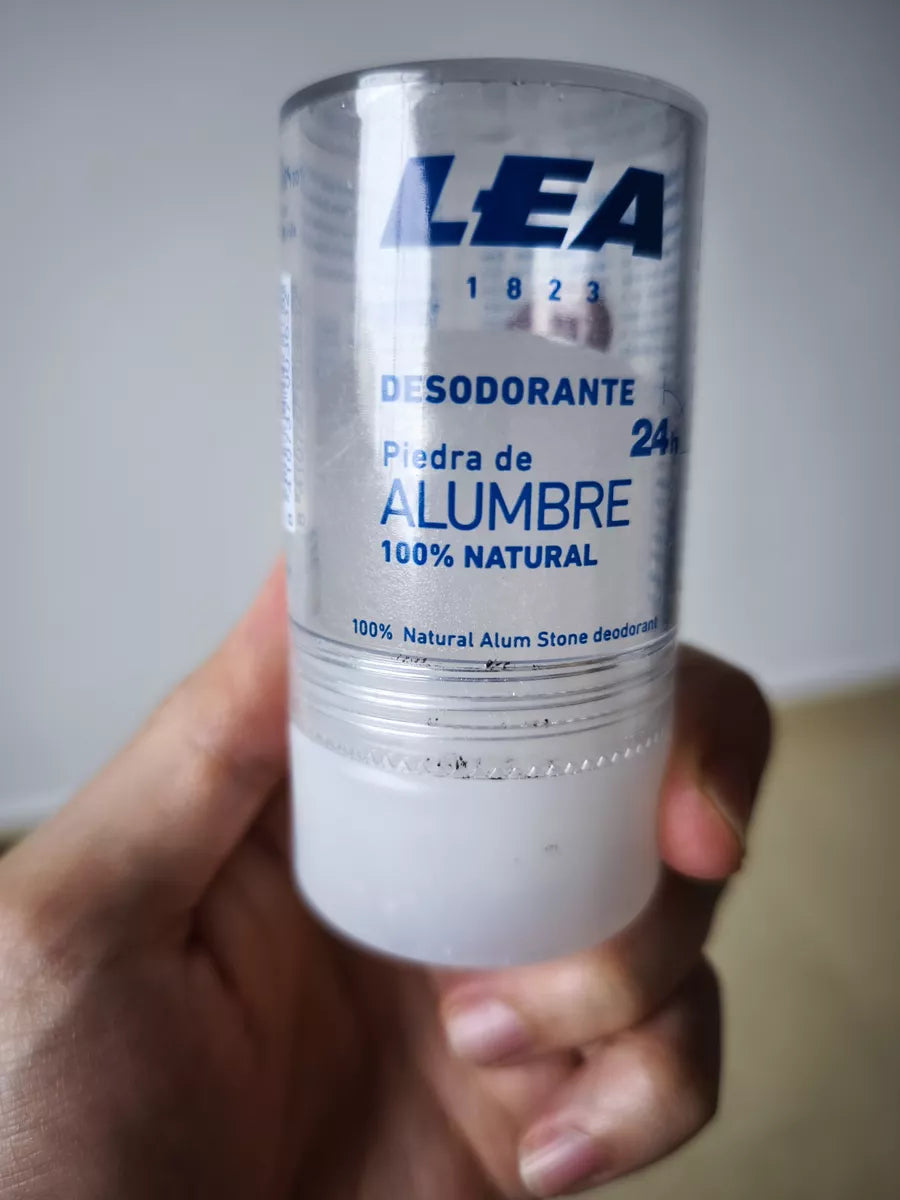 LEA
1823
DESODORANTE
24h
Piedra de
ALUMBRE
100% NATURAL
100% Natural Alum Stone deodorant